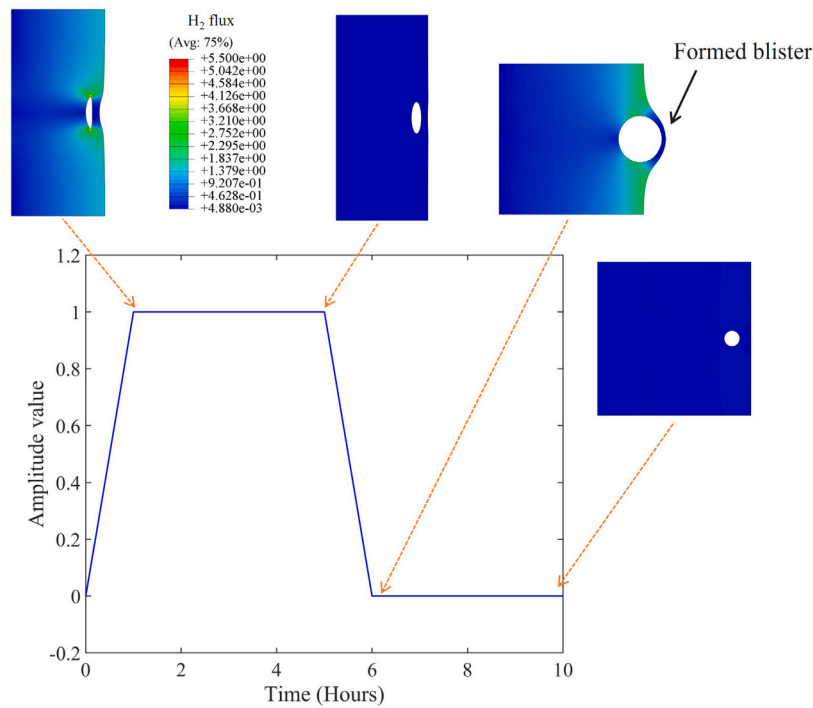 H₂ flux
(Avg: 75%)
+5.500e+00
+5.042e+00
+4.584e+00
+4.126e+00
+3.668e+00
+3.210e+00
+2.752e+00
+2.295e+00
+1.837e+00
+1.379e+00
+9.207e-01
+4.628e-01
+4.880e-03
Formed blister
1.2
1
0.8
0.6
0.4
0.2
0
-0.2
Amplitude value
0 2 4 6 8 10
Time (Hours)